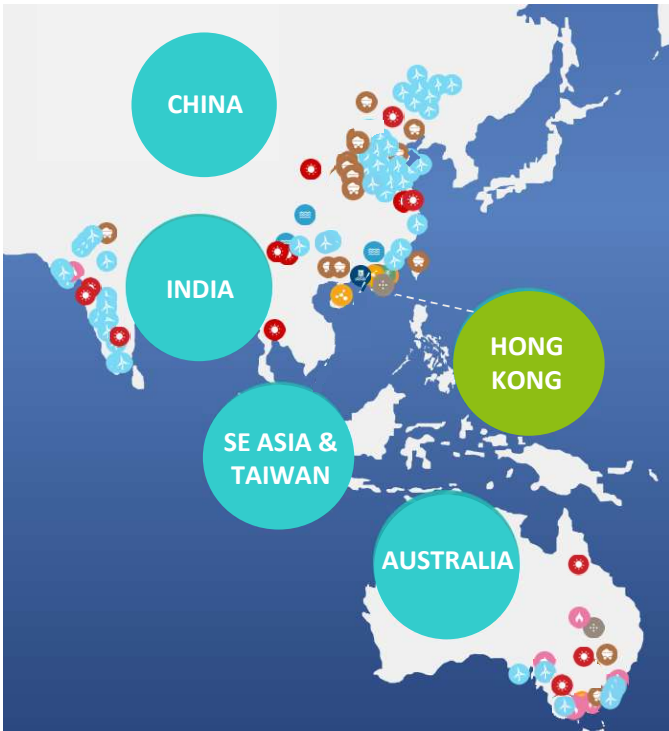 CHINA
INDIA
HONG
KONG
SE ASIA &
TAIWAN
AUSTRALIA